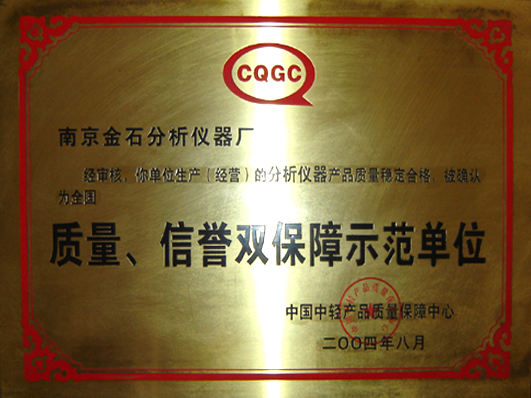 CQGC
南京金石分析仪器厂
经审核，你单位生产（经营）的分析仪器产品质量稳定合格，被确认
为全国
质量、信誉双保障示范单位
中国中轻产品质量保障中心
二〇〇四年八月